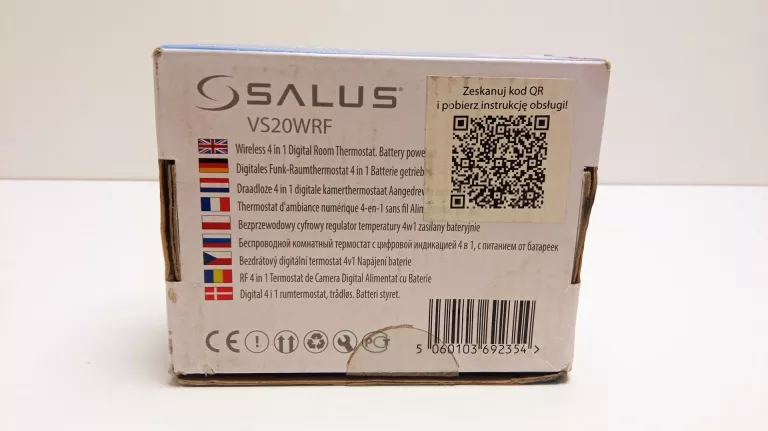 SALUS®
VS20WRF
Zeskanuj kod QR
i pobierz instrukcję obsługi!
Wireless 4 in 1 Digital Room Thermostat. Battery
Digitales Funk-Raumthermostat 4 in 1 Batterie
Draadloze 4 in 1 digitale kamerthermostaat
Thermostat d'ambiance numérique 4-en-1 sans fil
Bezprzewodowy cyfrowy regulator temperatury 4w1 zasilany bateryjnie
Беспроводной комнатный термостат с цифровой индикацией 4 в 1, с питанием от батареек
Bezdrátový digitální termostat 4v1 Napájení baterie
RF 4 in 1 Termostat de Camera Digital Alimentat cu Baterie
Digital 4 i 1 rumtermostat, trådløs. Batteri styret.
CE
5 060103 692354 >